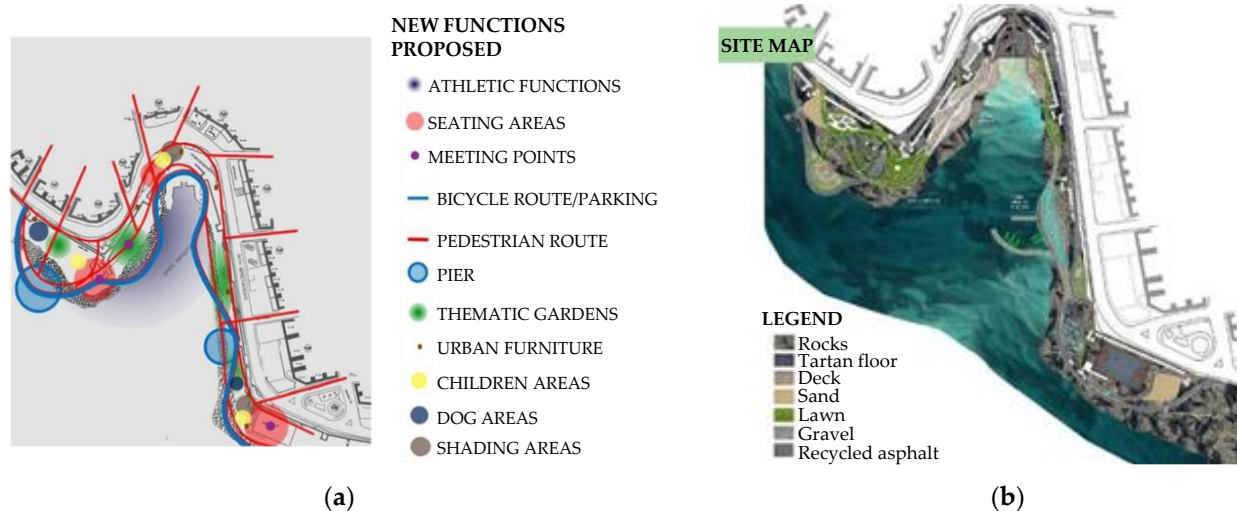 NEW FUNCTIONS
PROPOSED
ATHLETIC FUNCTIONS
SEATING AREAS
MEETING POINTS
BICYCLE ROUTE/PARKING
PEDESTRIAN ROUTE
PIER
THEMATIC GARDENS
URBAN FURNITURE
CHILDREN AREAS
DOG AREAS
SHADING AREAS
(a)
SITE MAP
LEGEND
Rocks
Tartan floor
Deck
Sand
Lawn
Gravel
Recycled asphalt
(b)